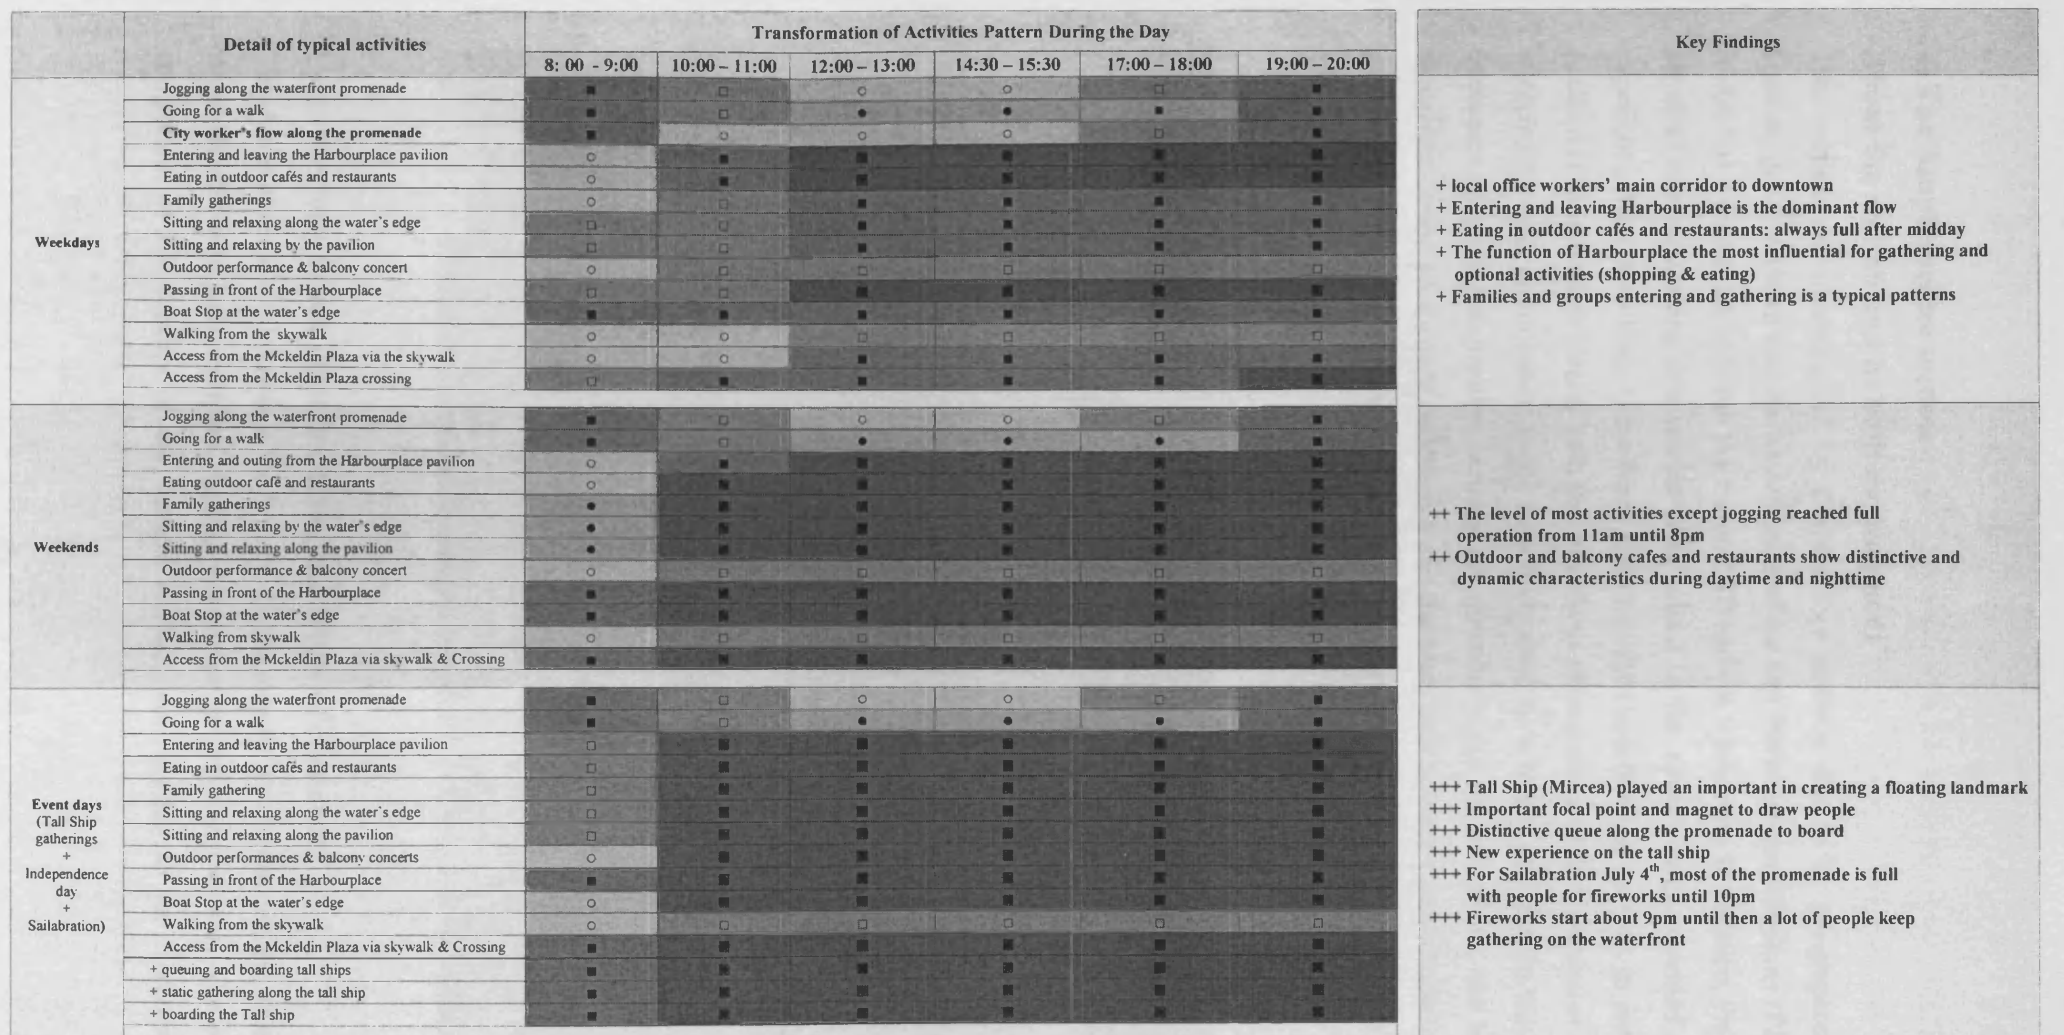 Detail of typical activities
Transformation of Activities Pattern During the Day
8: 00 - 9:00 10:00 – 11:00 12:00 – 13:00 14:30 – 15:30 17:00 – 18:00 19:00 – 20:00
Key Findings
Weekdays
Jogging along the waterfront promenade
Going for a walk
City worker's flow along the promenade
Entering and leaving the Harbourplace pavilion
Eating in outdoor cafés and restaurants
Family gatherings
Sitting and relaxing along the water's edge
Sitting and relaxing by the pavilion
Outdoor performance & balcony concert
Passing in front of the Harbourplace
Boat Stop at the water's edge
Walking from the skywalk
Access from the Mckeldin Plaza via the skywalk
Access from the Mckeldin Plaza crossing
+ local office workers' main corridor to downtown
+ Entering and leaving Harbourplace is the dominant flow
+ Eating in outdoor cafés and restaurants: always full after midday
+ The function of Harbourplace the most influential for gathering and
optional activities (shopping & eating)
+ Families and groups entering and gathering is a typical patterns
Weekends
Jogging along the waterfront promenade
Going for a walk
Entering and outing from the Harbourplace pavilion
Eating outdoor café and restaurants
Family gatherings
Sitting and relaxing by the water's edge
Sitting and relaxing along the pavilion
Outdoor performance & balcony concert
Passing in front of the Harbourplace
Boat Stop at the water's edge
Walking from skywalk
Access from the Mckeldin Plaza via skywalk & Crossing
++ The level of most activities except jogging reached full
operation from 11am until 8pm
++ Outdoor and balcony cafes and restaurants show distinctive and
dynamic characteristics during daytime and nighttime
Event days
(Tall Ship
gatherings
+
Independence
day
+
Sailabration)
Jogging along the waterfront promenade
Going for a walk
Entering and leaving the Harbourplace pavilion
Eating in outdoor cafés and restaurants
Family gathering
Sitting and relaxing along the water's edge
Sitting and relaxing along the pavilion
Outdoor performances & balcony concerts
Passing in front of the Harbourplace
Boat Stop at the water's edge
Walking from the skywalk
Access from the Mckeldin Plaza via skywalk & Crossing
+ queuing and boarding tall ships
+ static gathering along the tall ship
+ boarding the Tall ship
+++ Tall Ship (Mircea) played an important in creating a floating landmark
+++ Important focal point and magnet to draw people
+++ Distinctive queue along the promenade to board
+++ New experience on the tall ship
+++ For Sailabration July 4th, most of the promenade is full
with people for fireworks until 10pm
+++ Fireworks start about 9pm until then a lot of people keep
gathering on the waterfront